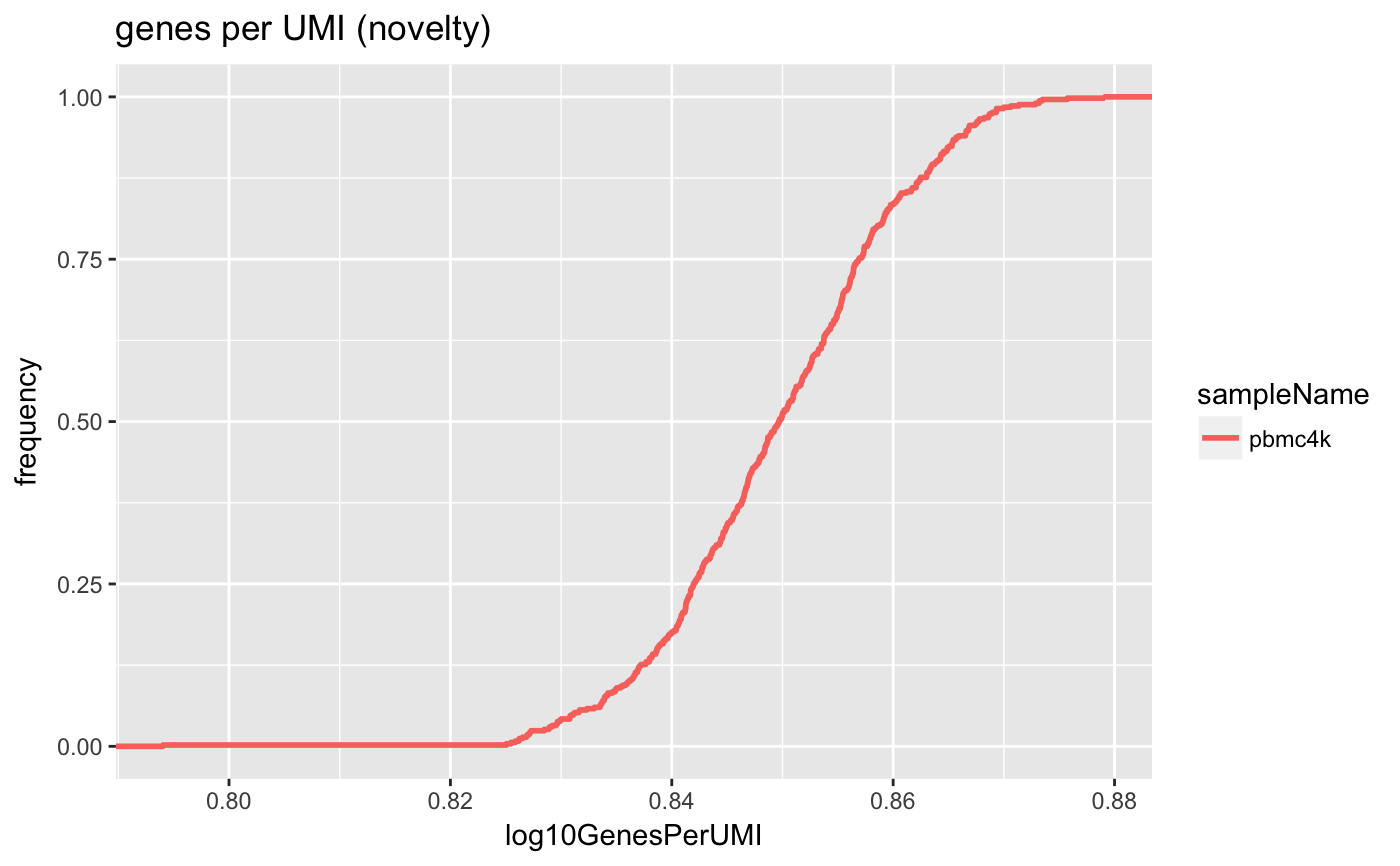 genes per UMI (novelty)
1.00
0.75
0.50
0.25
0.00
frequency
0.80 0.82 0.84 0.86 0.88
log10GenesPerUMI
sampleName
pbmc4k